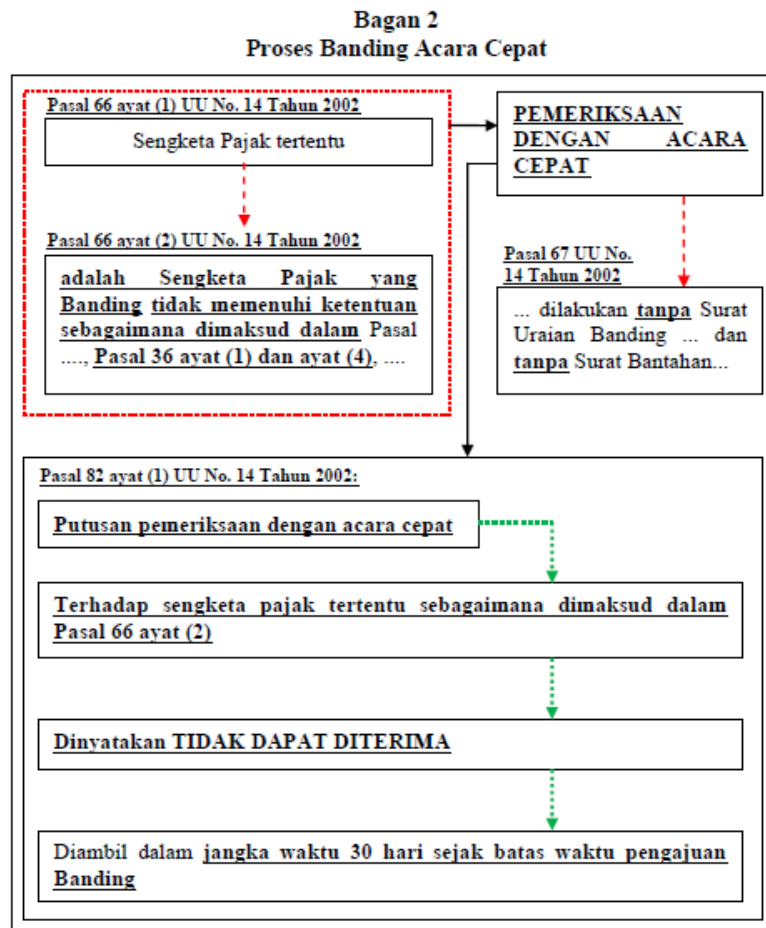 Bagan 2
Proses Banding Acara Cepat
Pasal 66 ayat (1) UU No. 14 Tahun 2002
Sengketa Pajak tertentu
PEMERIKSAAN
DENGAN ACARA
CEPAT
Pasal 66 ayat (2) UU No. 14 Tahun 2002
adalah Sengketa Pajak yang
Banding tidak memenuhi ketentuan
sebagaimana dimaksud dalam Pasal
...., Pasal 36 ayat (1) dan ayat (4), ....
Pasal 67 UU No.
14 Tahun 2002
... dilakukan tanpa Surat
Uraian Banding ... dan
tanpa Surat Bantahan...
Pasal 82 ayat (1) UU No. 14 Tahun 2002:
Putusan pemeriksaan dengan acara cepat
Terhadap sengketa pajak tertentu sebagaimana dimaksud dalam
Pasal 66 ayat (2)
Dinyatakan TIDAK DAPAT DITERIMA
Diambil dalam jangka waktu 30 hari sejak batas waktu pengajuan
Banding